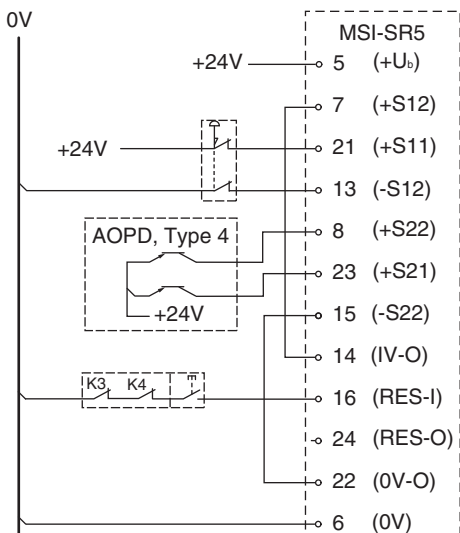 0V
MSI-SR5
+24V 5 (+Ub)
7 (+S12)
+24V 21 (+S11)
13 (-S12)
AOPD, Type 4 8 (+S22)
23 (+S21)
+24V 15 (-S22)
14 (IV-O)
K3 K4 16 (RES-I)
24 (RES-O)
22 (0V-O)
6 (0V)